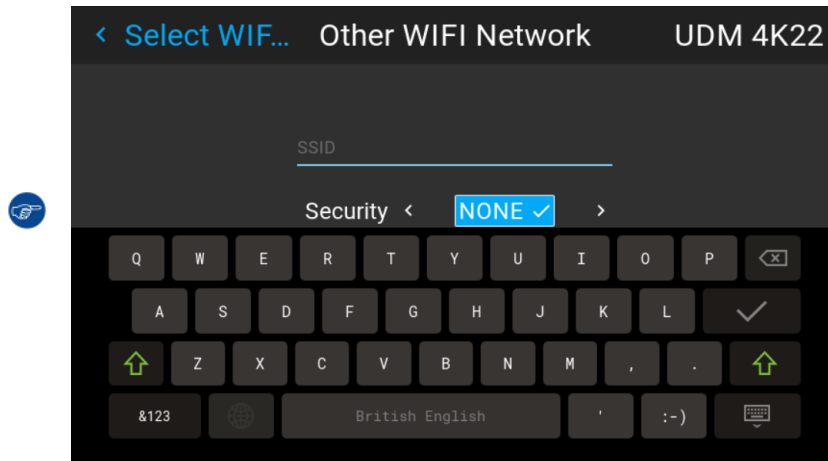 Select WIF... Other WIFI Network UDM 4K22
SSID
Security NONE
Q W E R T Y U I O P
A S D F G H J K L
Z X C V B N M , .
&123 British English ' :-)